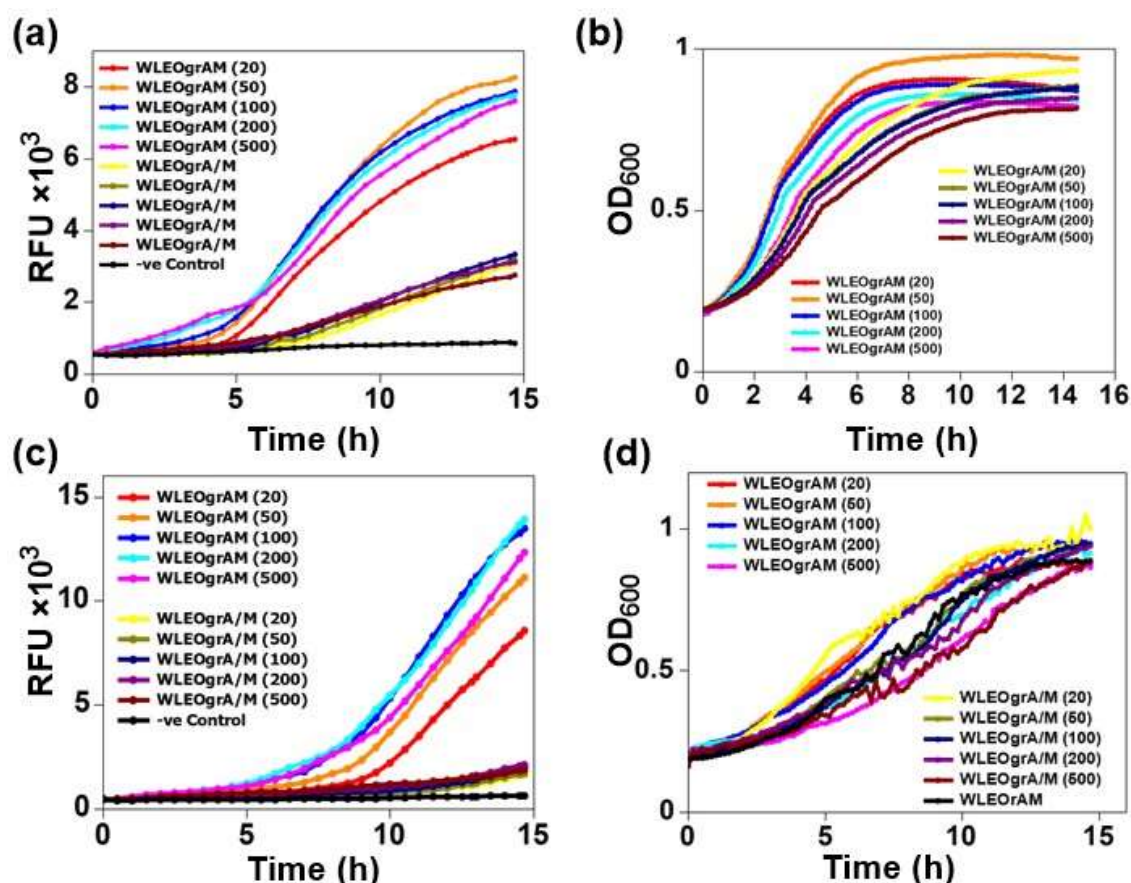 (a)
WLEOgrAM (20)
WLEOgrAM (50)
WLEOgrAM (100)
WLEOgrAM (200)
WLEOgrAM (500)
WLEOgrA/M
WLEOgrA/M
WLEOgrA/M
WLEOgrA/M
WLEOgrA/M
-ve Control
RFU ×10³
8
6
4
2
0
0 5 10 15
Time (h)
(b)
OD₆₀₀
1
0.5
0
WLEOgrA/M (20)
WLEOgrA/M (50)
WLEOgrA/M (100)
WLEOgrA/M (200)
WLEOgrA/M (500)
WLEOgrAM (20)
WLEOgrAM (50)
WLEOgrAM (100)
WLEOgrAM (200)
WLEOgrAM (500)
0 2 4 6 8 10 12 14 16
Time (h)
(c)
WLEOgrAM (20)
WLEOgrAM (50)
WLEOgrAM (100)
WLEOgrAM (200)
WLEOgrAM (500)
WLEOgrA/M (20)
WLEOgrA/M (50)
WLEOgrA/M (100)
WLEOgrA/M (200)
WLEOgrA/M (500)
-ve Control
RFU ×10³
15
10
5
0
0 5 10 15
Time (h)
(d)
WLEOgrAM (20)
WLEOgrAM (50)
WLEOgrAM (100)
WLEOgrAM (200)
WLEOgrAM (500)
OD₆₀₀
1
0.5
0
WLEOgrA/M (20)
WLEOgrA/M (50)
WLEOgrA/M (100)
WLEOgrA/M (200)
WLEOgrA/M (500)
WLEOrAM
0 5 10 15
Time (h)